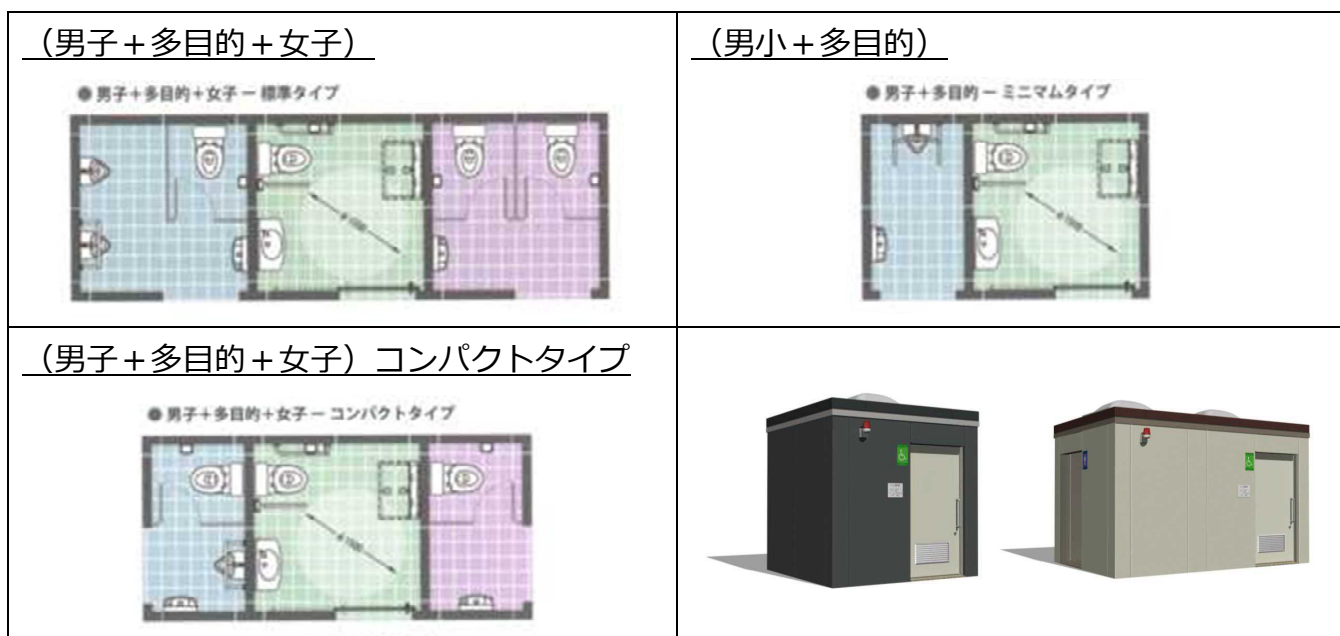 （男子＋多目的＋女子）
● 男子＋多目的＋女子 ー 標準タイプ
（男小＋多目的）
● 男子＋多目的 ー ミニマムタイプ
（男子＋多目的＋女子）コンパクトタイプ
● 男子＋多目的＋女子 ー コンパクトタイプ
φ1500